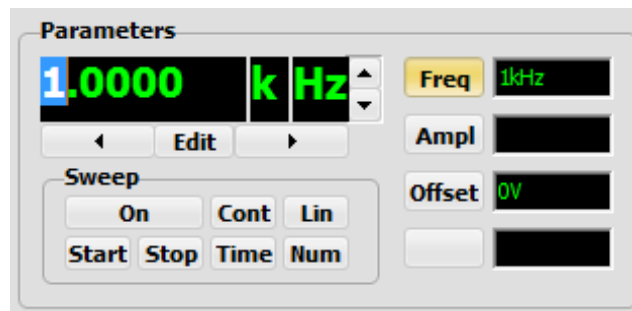 Parameters
1.0000 k Hz
Edit
Freq 1kHz
Ampl
Offset 0V
Sweep
On Cont Lin
Start Stop Time Num